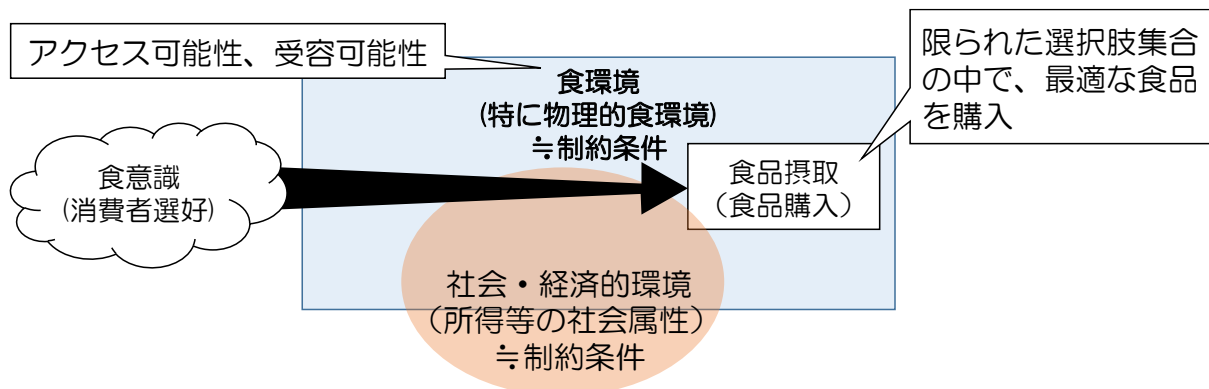 アクセス可能性、受容可能性
限られた選択肢集合
の中で、最適な食品
を購入
食環境
(特に物理的食環境)
≒制約条件
食意識
(消費者選好)
食品摂取
（食品購入）
社会・経済的環境
（所得等の社会属性）
≒制約条件